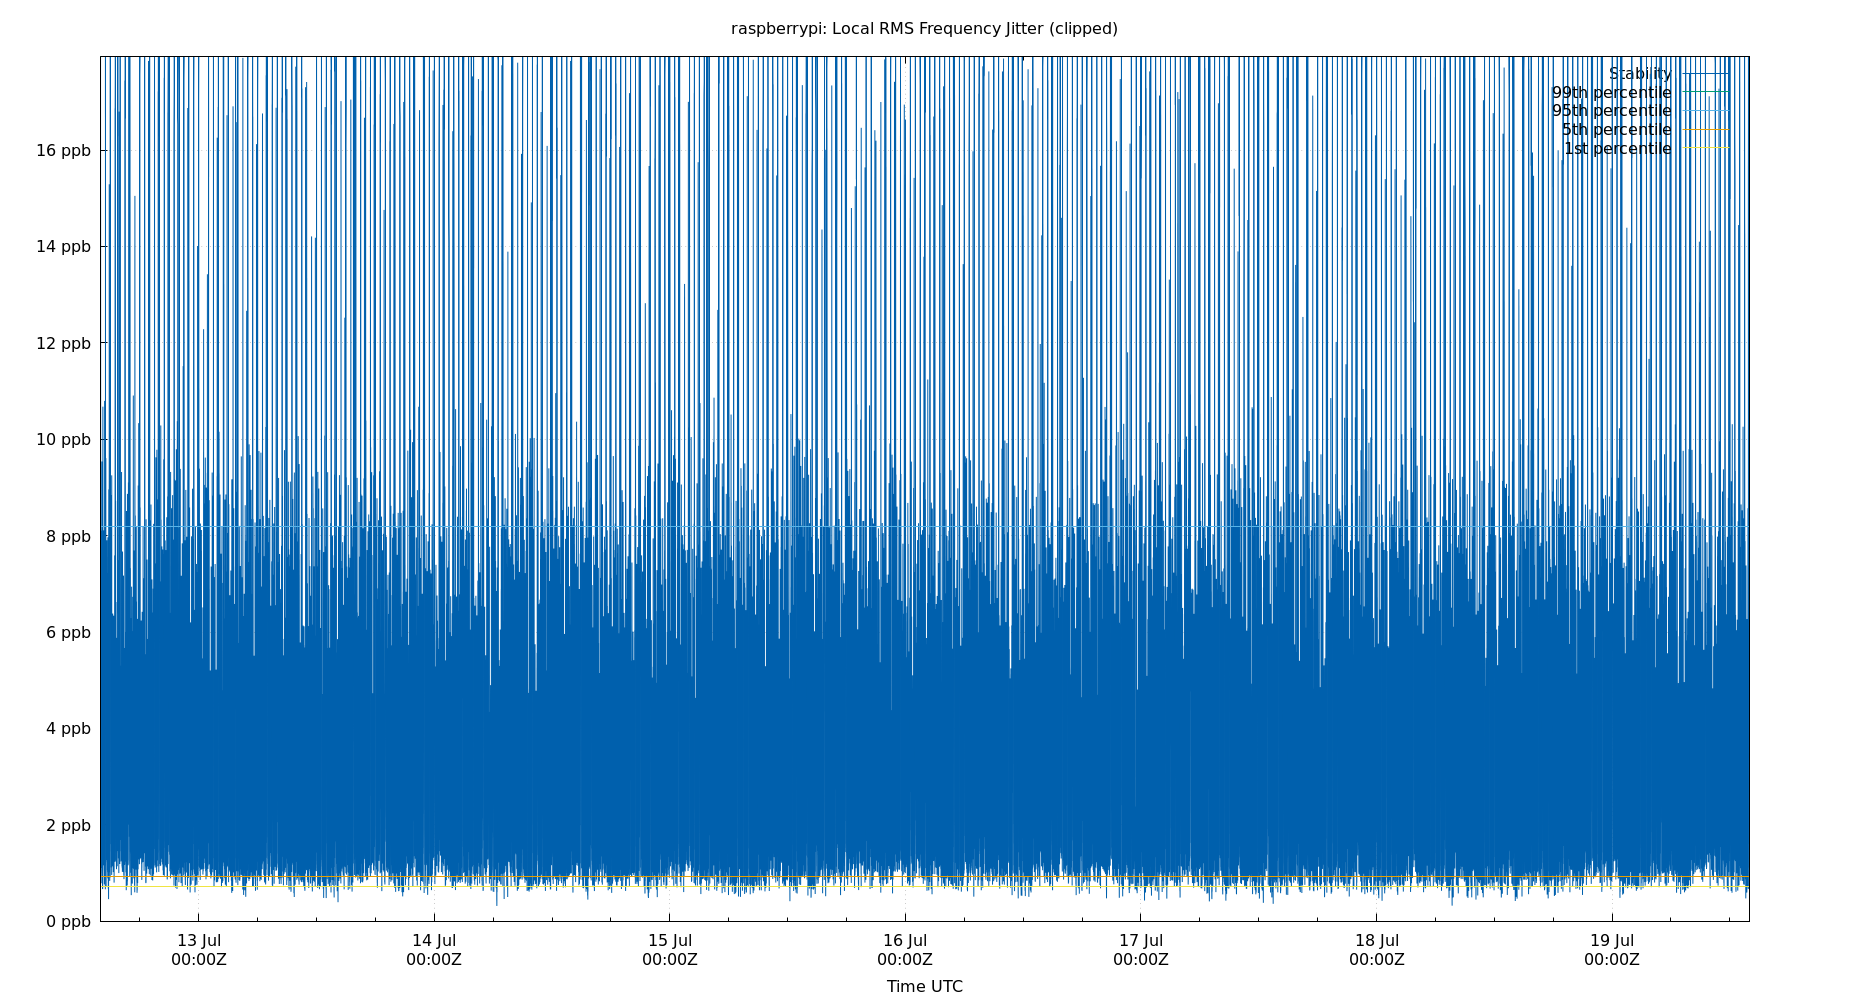 raspberrypi: Local RMS Frequency Jitter (clipped)
Stability
99th percentile
95th percentile
5th percentile
1st percentile
16 ppb
14 ppb
12 ppb
10 ppb
8 ppb
6 ppb
4 ppb
2 ppb
0 ppb
13 Jul 14 Jul 15 Jul 16 Jul 17 Jul 18 Jul 19 Jul
00:00Z 00:00Z 00:00Z 00:00Z 00:00Z 00:00Z 00:00Z
Time UTC